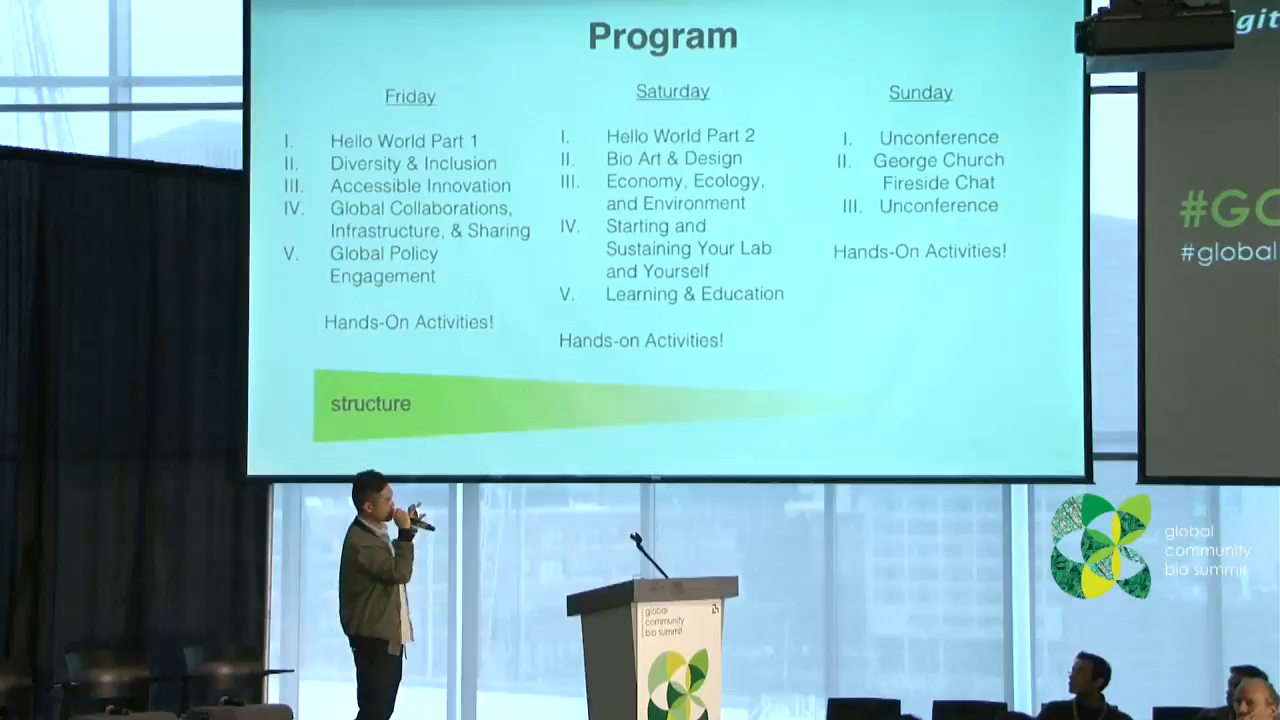 Program
Friday
I. Hello World Part 1
II. Diversity & Inclusion
III. Accessible Innovation
IV. Global Collaborations,
Infrastructure, & Sharing
V. Global Policy
Engagement
Hands-On Activities!
Saturday
I. Hello World Part 2
II. Bio Art & Design
III. Economy, Ecology,
and Environment
IV. Starting and
Sustaining Your Lab
and Yourself
V. Learning & Education
Hands-on Activities!
Sunday
I. Unconference
II. George Church
Fireside Chat
III. Unconference
Hands-On Activities!
structure
git
#GC
#global
global
community
bio summit
global
community
bio summit